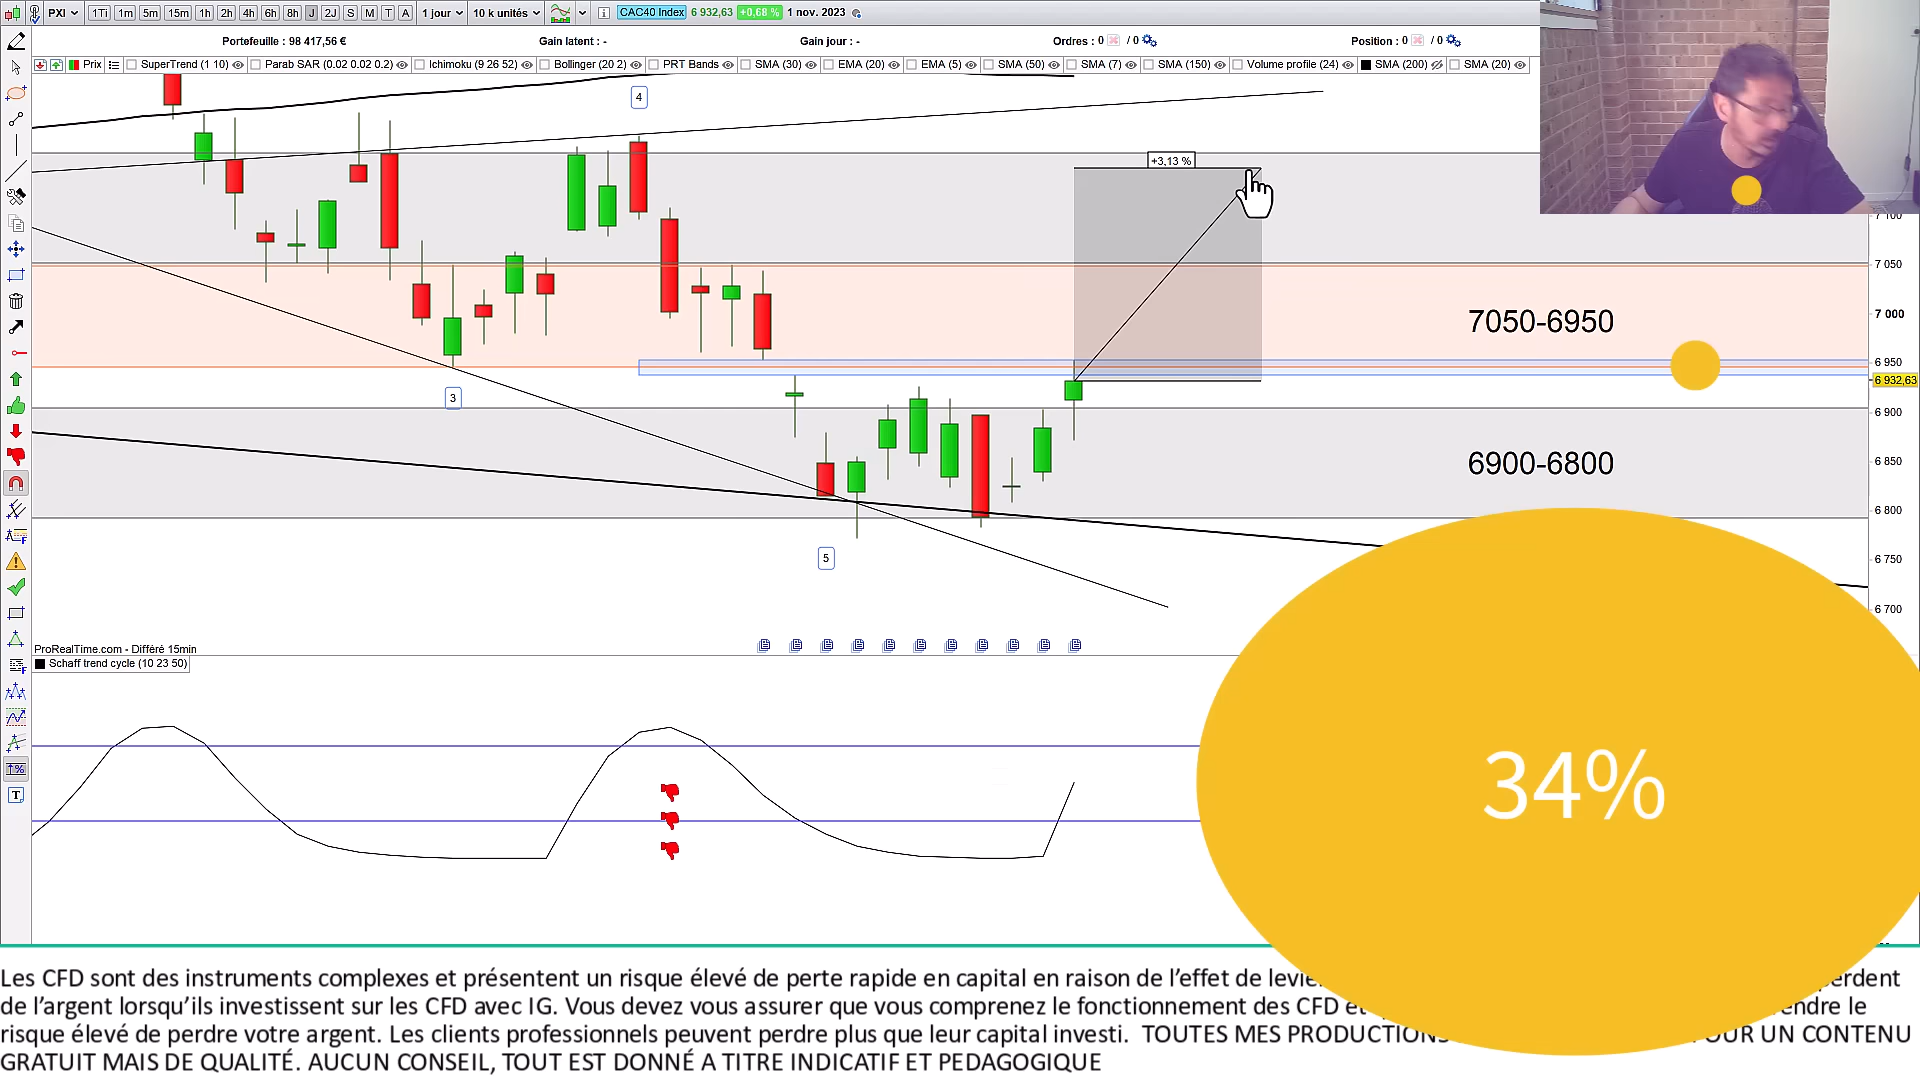 PXI 1Ti 1m 5m 15m 1h 2h 4h 6h 8h J 2J S M T A 1 jour 10 k unités CAC40 Index 6 932,63 +0,68 % 1 nov. 2023
Portefeuille : 98 417,56 € Gain latent : - Gain jour : - Ordres : 0 / 0 Position : 0 / 0
Prix SuperTrend (1 10) Parab SAR (0.02 0.02 0.2) Ichimoku (9 26 52) Bollinger (20 2) PRT Bands SMA (30) EMA (20) EMA (5) SMA (50) SMA (7) SMA (150) Volume profile (24) SMA (200) SMA (20)
4
+3,13 %
7 100
7 050
7050-6950
7 000
6 950
6 932,63
3
6 900
6900-6800
6 850
6 800
5
6 750
6 700
ProRealTime.com - Différé 15min
Schaff trend cycle (10 23 50)
34%
T
Les CFD sont des instruments complexes et présentent un risque élevé de perte rapide en capital en raison de l'effet de
de l'argent lorsqu'ils investissent sur les CFD avec IG. Vous devez vous assurer que vous comprenez le fonctionnement des CFD le
risque élevé de perdre votre argent. Les clients professionnels peuvent perdre plus que leur capital investi. TOUTES MES PRODUCTIONS UN CONTENU
GRATUIT MAIS DE QUALITÉ. AUCUN CONSEIL, TOUT EST DONNÉ A TITRE INDICATIF ET PEDAGOGIQUE